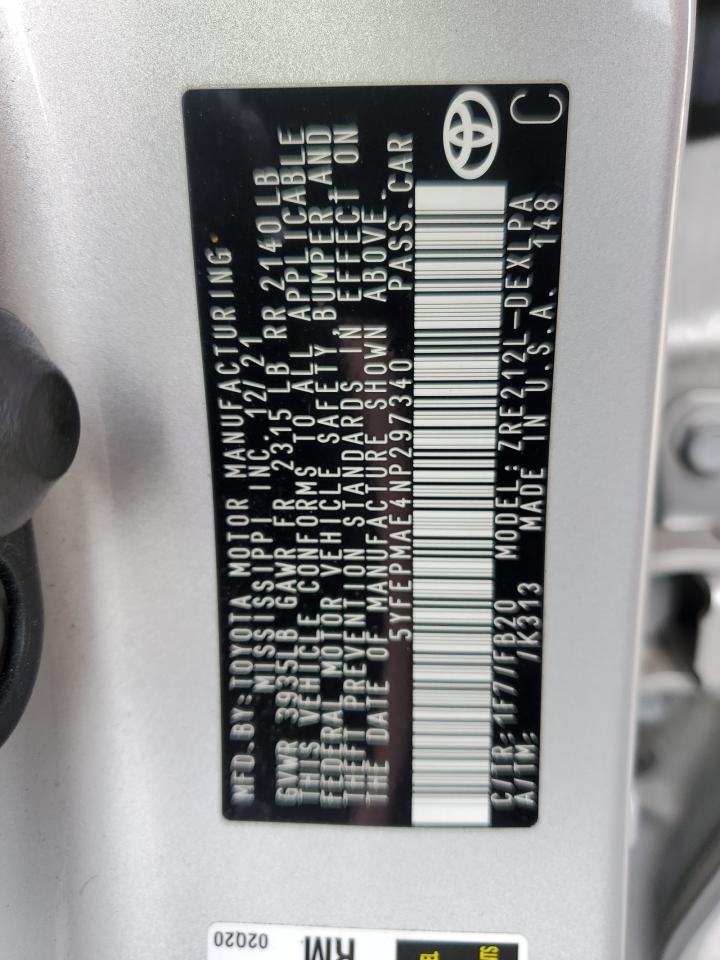 MFD.BY:TOYOTA MOTOR MANUFACTURING
MISSISSIPPI INC. 12/21
GVWR 3935LB GAWR FR 2315 LB RR 2140 LB
THIS VEHICLE CONFORMS TO ALL APPLICABLE
FEDERAL MOTOR VEHICLE SAFETY, BUMPER AND
THEFT PREVENTION STANDARDS IN EFFECT ON
THE DATE OF MANUFACTURE SHOWN ABOVE.
5YFEPMAE4NP297340 PASS.CAR
C/TR:1F7/FB20 MODEL:ZRE212L-DEXLPA
A/TM: /K313 MADE IN U.S.A. 148
C
02Q20